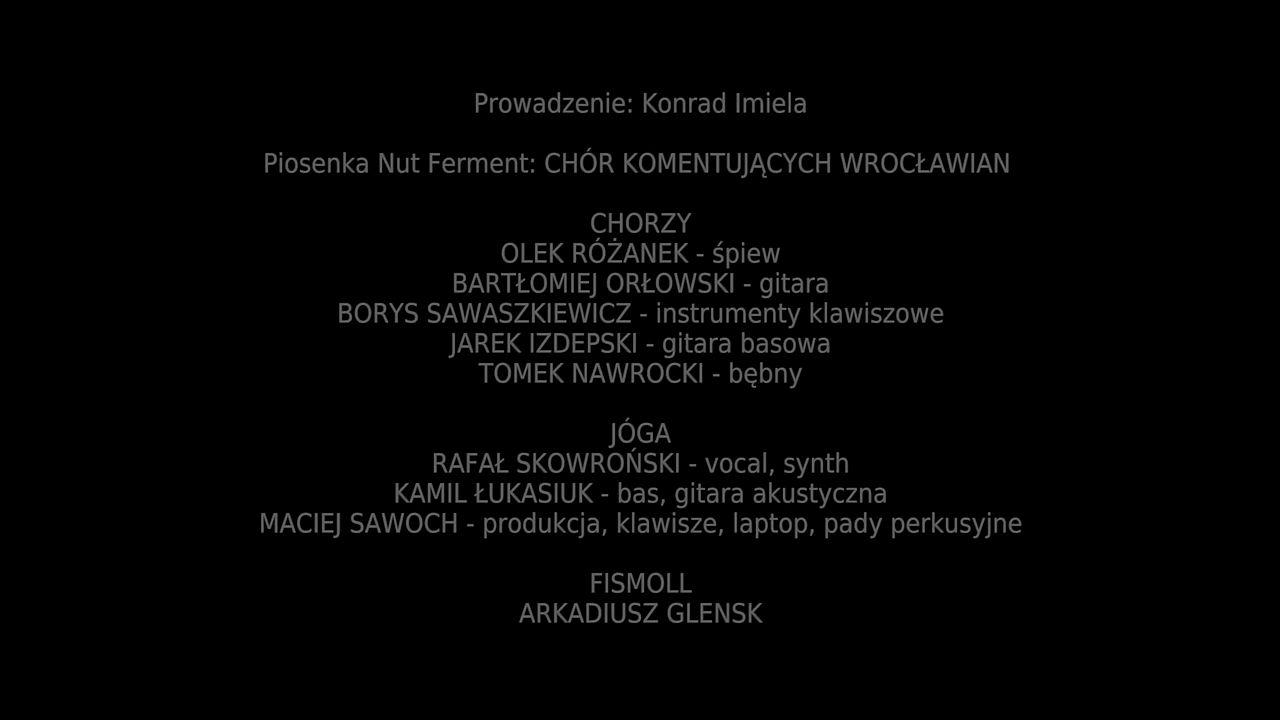 Prowadzenie: Konrad Imiela
Piosenka Nut Ferment: CHÓR KOMENTUJĄCYCH WROCŁAWIAN
CHORZY
OLEK RÓŻANEK - śpiew
BARTŁOMIEJ ORŁOWSKI - gitara
BORYS SAWASZKIEWICZ - instrumenty klawiszowe
JAREK IZDEPSKI - gitara basowa
TOMEK NAWROCKI - bębny
JÓGA
RAFAŁ SKOWROŃSKI - vocal, synth
KAMIL ŁUKASIUK - bas, gitara akustyczna
MACIEJ SAWOCH - produkcja, klawisze, laptop, pady perkusyjne
FISMOLL
ARKADIUSZ GLENSK